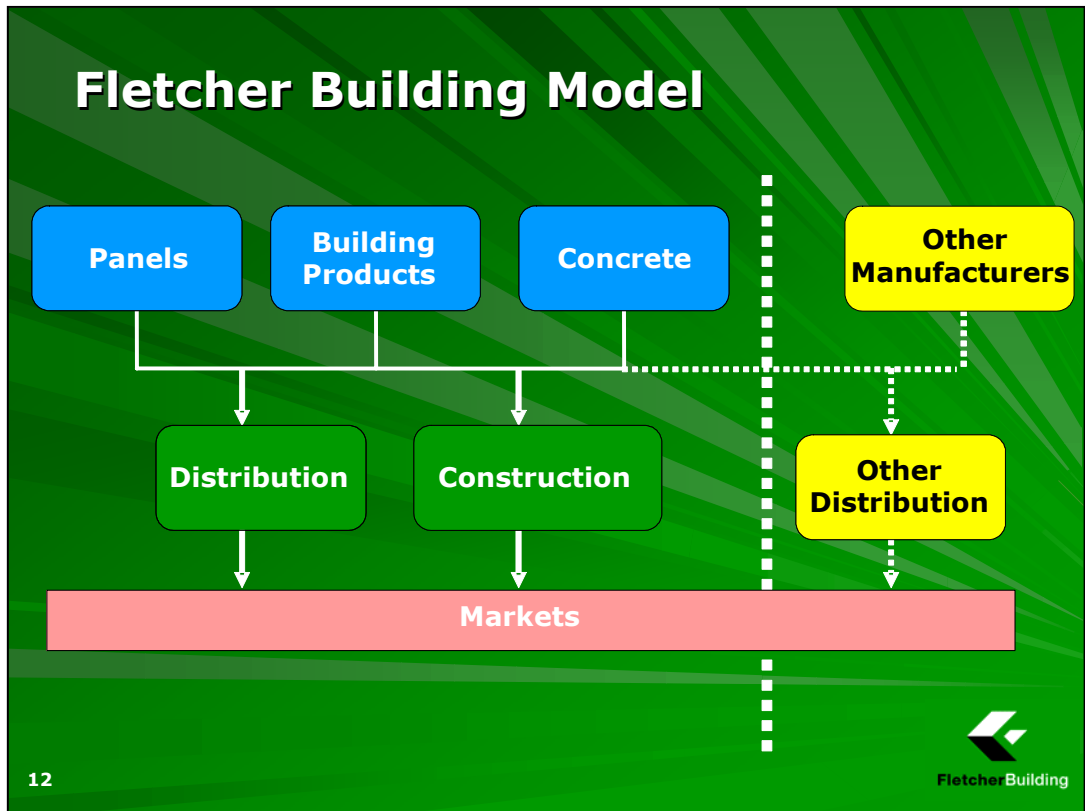 Fletcher Building Model
Panels
Building
Products
Concrete
Other
Manufacturers
Distribution
Construction
Other
Distribution
Markets
12
FletcherBuilding